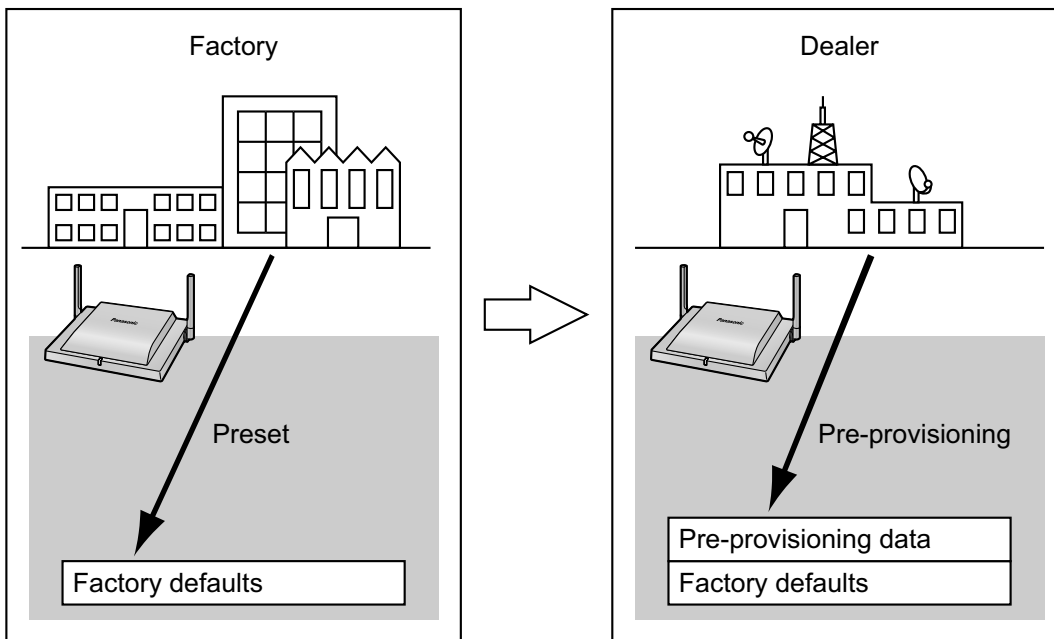 Factory
Panasonic
Preset
Factory defaults
Dealer
Panasonic
Pre-provisioning
Pre-provisioning data
Factory defaults